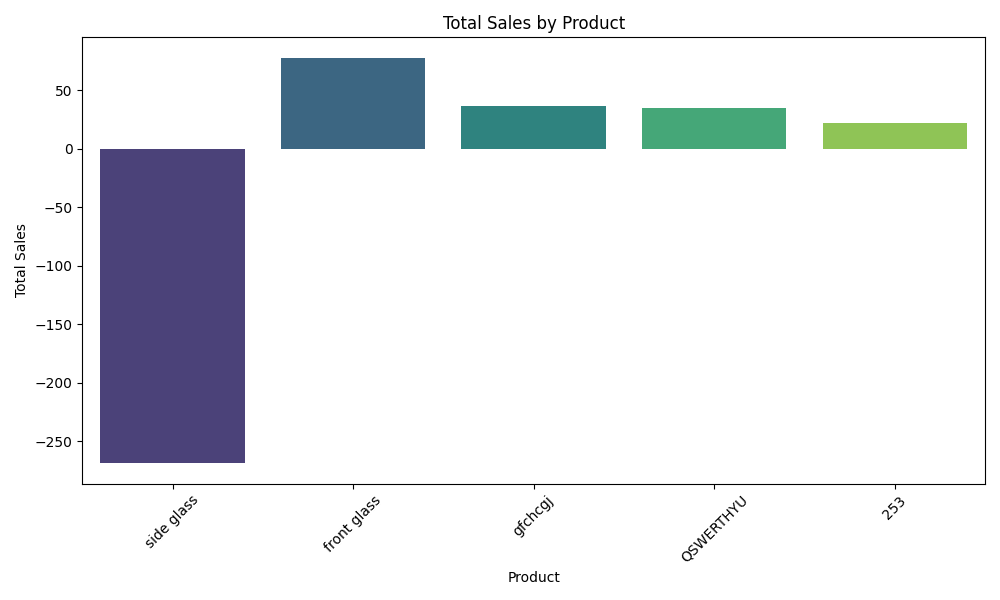 Total Sales by Product
Total Sales
50
0
−50
−100
−150
−200
−250
side glass
front glass
gfchcgj
QSWERTHYU
253
Product